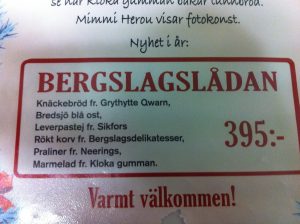 se när Kloka gumman bakar tunnbröd.
Mimmi Herou visar fotokonst.
Nyhet i år:
BERGSLAGSLÅDAN
Knäckebröd fr. Grythytte Qwarn,
Bredsjö blå ost,
Leverpastej fr. Sikfors
Rökt korv fr. Bergslagsdelikatesser,
Praliner fr. Neerings,
Marmelad fr. Kloka gumman.
395:-
Varmt välkommen!